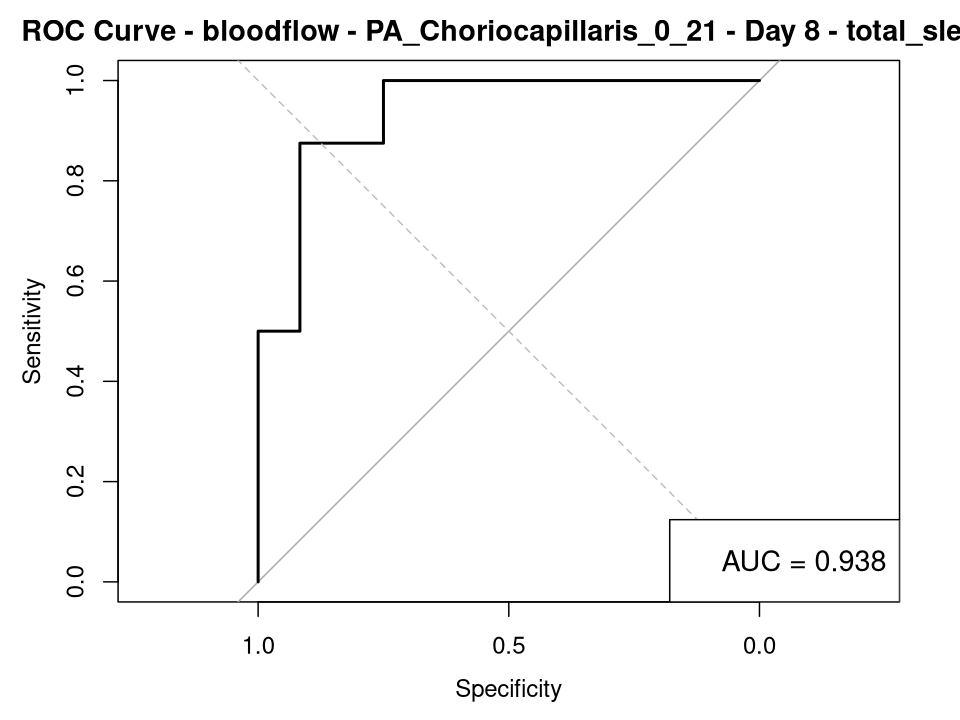 ROC Curve - bloodflow - PA_Choriocapillaris_0_21 - Day 8 - total_sle
1.0
0.8
0.6
0.4
0.2
0.0
Sensitivity
AUC = 0.938
1.0 0.5 0.0
Specificity